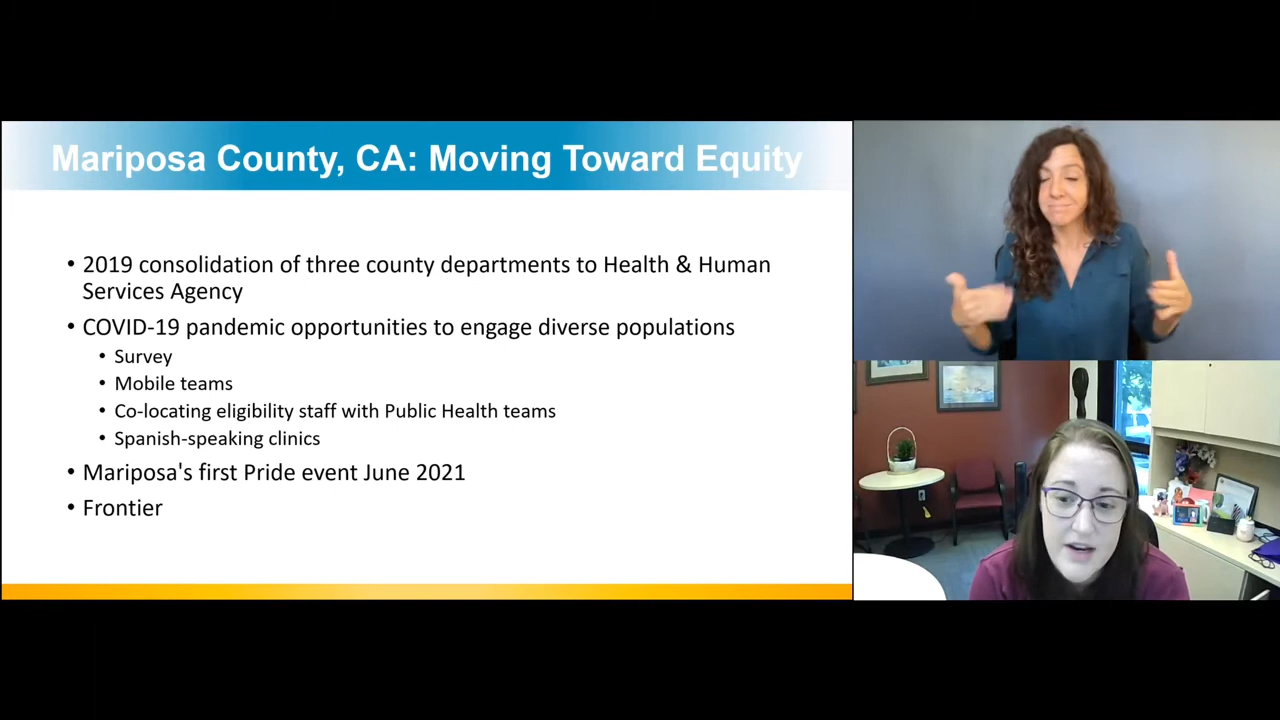 Mariposa County, CA: Moving Toward Equity
• 2019 consolidation of three county departments to Health & Human
Services Agency
• COVID-19 pandemic opportunities to engage diverse populations
• Survey
• Mobile teams
• Co-locating eligibility staff with Public Health teams
• Spanish-speaking clinics
• Mariposa's first Pride event June 2021
• Frontier